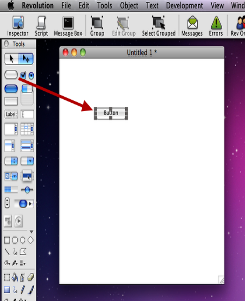 Revolution File Edit Tools Object Text Development View Wind
Inspector Script Message Box Group Edit Group Select Grouped Messages Errors Rev On
Tools
Untitled 1 *
Button
Label